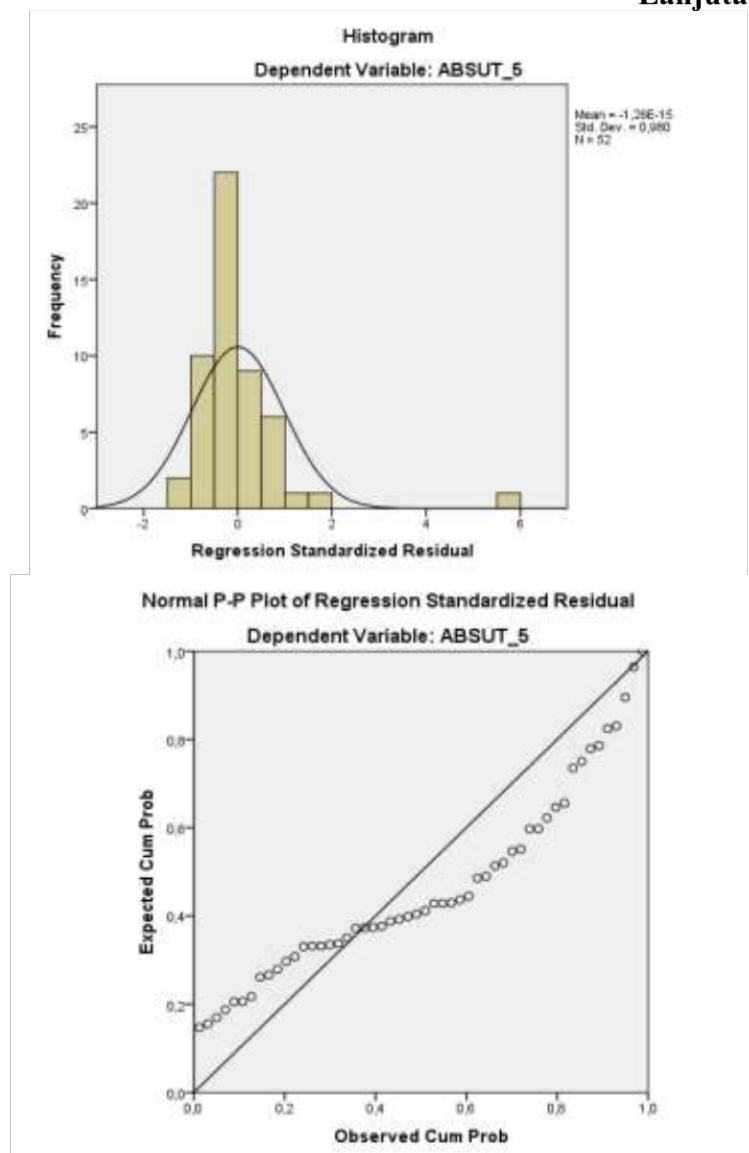 Histogram
Dependent Variable: ABSUT_5
Mean = -1,26E-15
Std. Dev. = 0,980
N = 52
Frequency
25
20
15
10
5
0
-2
0
2
4
6
Regression Standardized Residual
Normal P-P Plot of Regression Standardized Residual
Dependent Variable: ABSUT_5
Expected Cum Prob
1,0
0,8
0,6
0,4
0,2
0,0
0,0
0,2
0,4
0,6
0,8
1,0
Observed Cum Prob